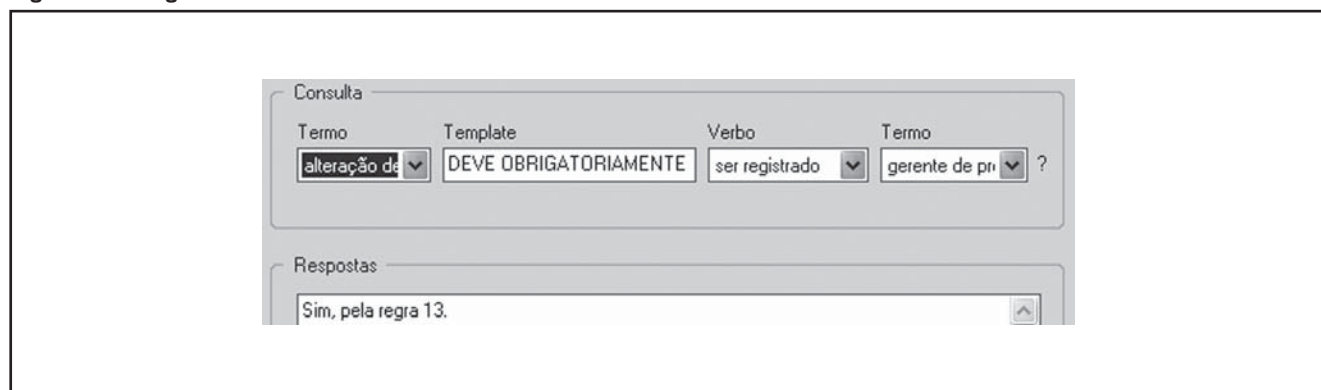 Consulta
Termo Template Verbo Termo
alteração de DEVE OBRIGATORIAMENTE ser registrado gerente de pr ?
Respostas
Sim, pela regra 13.